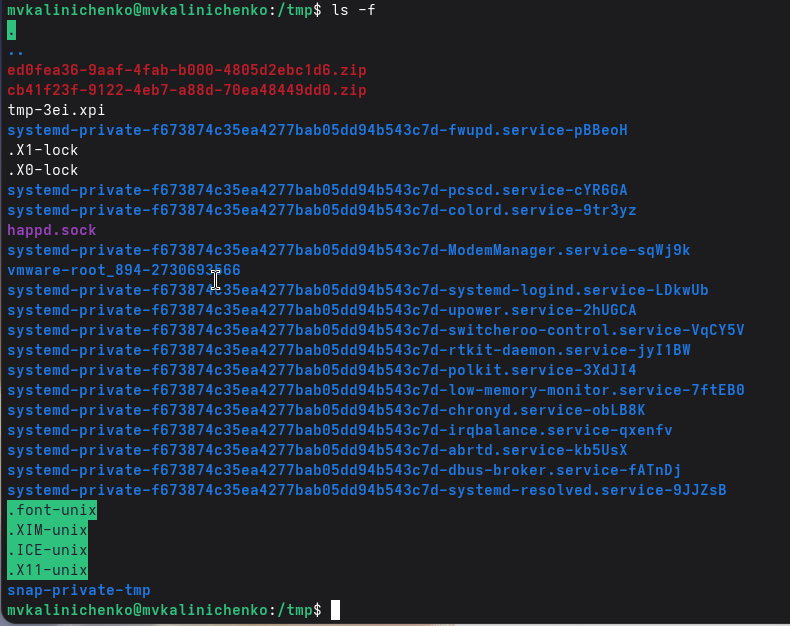 mvkalinichenko@mvkalinichenko:/tmp$ ls -f
.
..
ed0fea36-9aaf-4fab-b000-4805d2ebc1d6.zip
cb41f23f-9122-4eb7-a88d-70ea48449dd0.zip
tmp-3ei.xpi
systemd-private-f673874c35ea4277bab05dd94b543c7d-fwupd.service-pBBeoH
.X1-lock
.X0-lock
systemd-private-f673874c35ea4277bab05dd94b543c7d-pcscd.service-cYR6GA
systemd-private-f673874c35ea4277bab05dd94b543c7d-colord.service-9tr3yz
happd.sock
systemd-private-f673874c35ea4277bab05dd94b543c7d-ModemManager.service-sqWj9k
vmware-root_894-2730693566
systemd-private-f673874c35ea4277bab05dd94b543c7d-systemd-logind.service-LDkwUb
systemd-private-f673874c35ea4277bab05dd94b543c7d-upower.service-2hUGCA
systemd-private-f673874c35ea4277bab05dd94b543c7d-switcheroo-control.service-VqCY5V
systemd-private-f673874c35ea4277bab05dd94b543c7d-rtkit-daemon.service-jyI1BW
systemd-private-f673874c35ea4277bab05dd94b543c7d-polkit.service-3XdJI4
systemd-private-f673874c35ea4277bab05dd94b543c7d-low-memory-monitor.service-7ftEB0
systemd-private-f673874c35ea4277bab05dd94b543c7d-chronyd.service-obLB8K
systemd-private-f673874c35ea4277bab05dd94b543c7d-irqbalance.service-qxenfv
systemd-private-f673874c35ea4277bab05dd94b543c7d-abrtd.service-kb5UsX
systemd-private-f673874c35ea4277bab05dd94b543c7d-dbus-broker.service-fATnDj
systemd-private-f673874c35ea4277bab05dd94b543c7d-systemd-resolved.service-9JJZsB
.font-unix
.XIM-unix
.ICE-unix
.X11-unix
snap-private-tmp
mvkalinichenko@mvkalinichenko:/tmp$